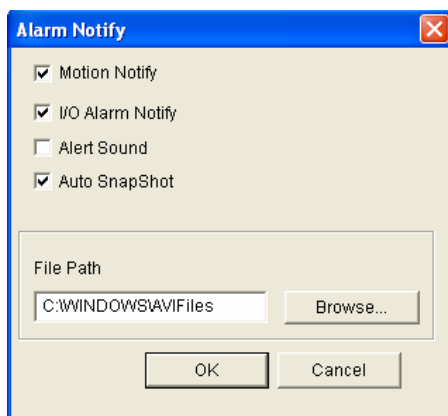 Alarm Notify
Motion Notify
I/O Alarm Notify
Alert Sound
Auto SnapShot
File Path
C:\WINDOWS\AVIFiles
Browse...
OK
Cancel